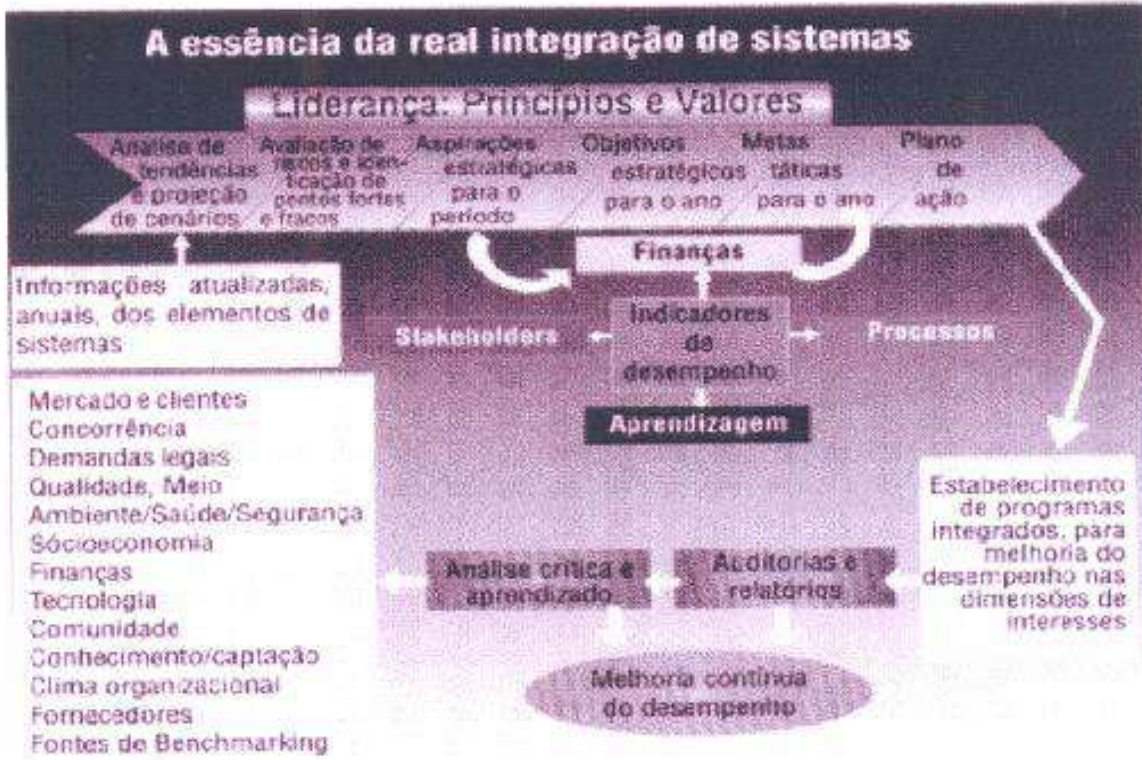 A essência da real integração de sistemas
Liderança: Princípios e Valores
Análise de
tendências
e projeção
de cenários
Avaliação de
riscos e iden-
tificação de
pontos fortes
e fracos
Aspirações
estratégicas
para o
período
Objetivos
estratégicos
para o ano
Metas
táticas
para o ano
Plano
de
ação
Finanças
Informações atualizadas,
anuais, dos elementos de
sistemas
Stakeholders
Indicadores
de
desempenho
Processos
Aprendizagem
Mercado e clientes
Concorrência
Demandas legais
Qualidade, Meio
Ambiente/Saúde/Segurança
Sócioeconomia
Finanças
Tecnologia
Comunidade
Conhecimento/captação
Clima organizacional
Fornecedores
Fontes de Benchmarking
Análise crítica e
aprendizado
Auditorias e
relatórios
Estabelecimento
de programas
integrados, para
melhoria do
desempenho nas
dimensões de
interesses
Melhoria contínua
do desempenho